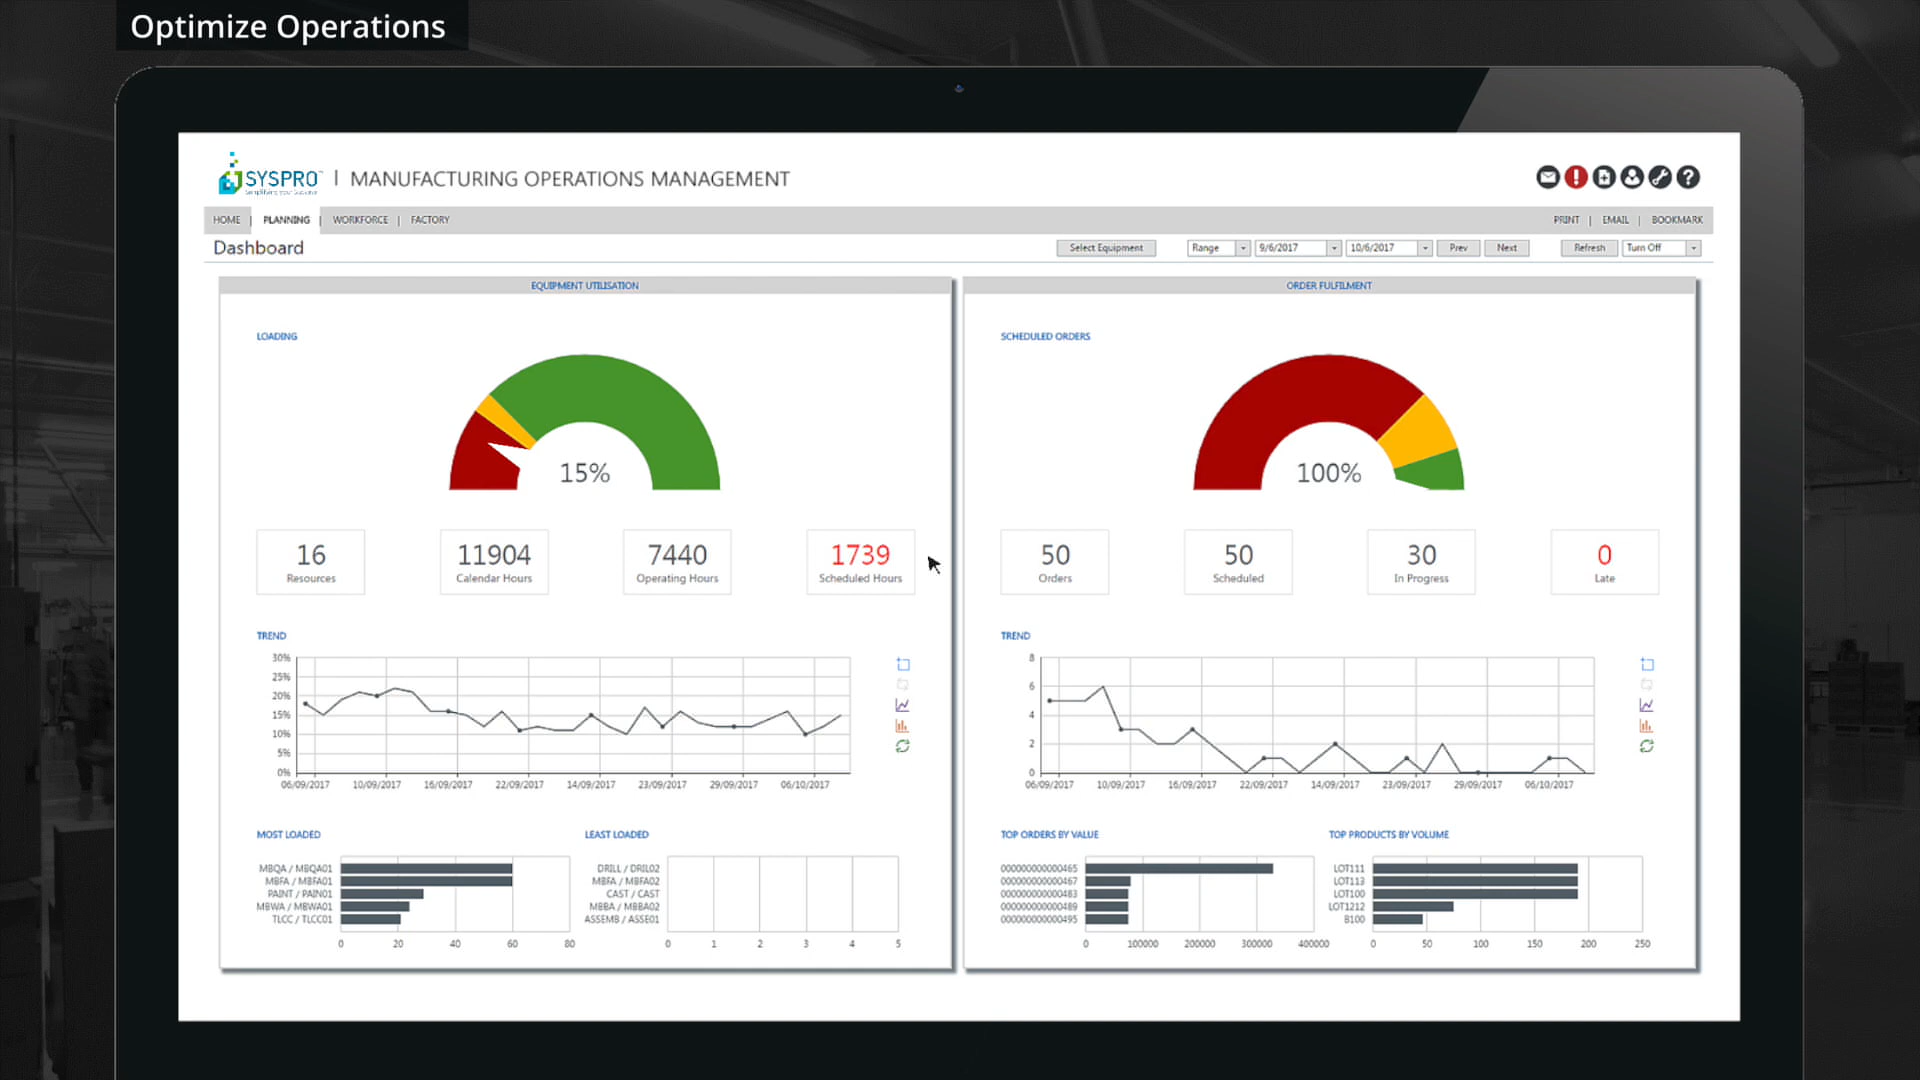 Optimize Operations
SYSPRO™ | MANUFACTURING OPERATIONS MANAGEMENT
HOME | PLANNING | WORKFORCE | FACTORY
PRINT | EMAIL | BOOKMARK
Dashboard
Select Equipment
Range
9/6/2017
10/6/2017
Prev
Next
Refresh
Turn Off
EQUIPMENT UTILISATION
LOADING
15%
16
Resources
11904
Calendar Hours
7440
Operating Hours
1739
Scheduled Hours
TREND
30%
25%
20%
15%
10%
5%
0%
06/09/2017 10/09/2017 16/09/2017 22/09/2017 14/09/2017 23/09/2017 29/09/2017 06/10/2017
MOST LOADED
MBQA / MBQA01
MBFA / MBFA01
PAINT / PAIN01
MBWA / MBWA01
TLCC / TLCC01
0 20 40 60 80
LEAST LOADED
DRILL / DRIL02
MBFA / MBFA02
CAST / CAST
MBBA / MBBA02
ASSEMB / ASSE01
0 1 2 3 4 5
ORDER FULFILMENT
SCHEDULED ORDERS
100%
50
Orders
50
Scheduled
30
In Progress
0
Late
TREND
8
6
4
2
0
06/09/2017 10/09/2017 16/09/2017 22/09/2017 14/09/2017 23/09/2017 29/09/2017 06/10/2017
TOP ORDERS BY VALUE
000000000000465
000000000000467
000000000000483
000000000000489
000000000000495
0 100000 200000 300000 400000
TOP PRODUCTS BY VOLUME
LOT111
LOT113
LOT100
LOT1212
B100
0 50 100 150 200 250